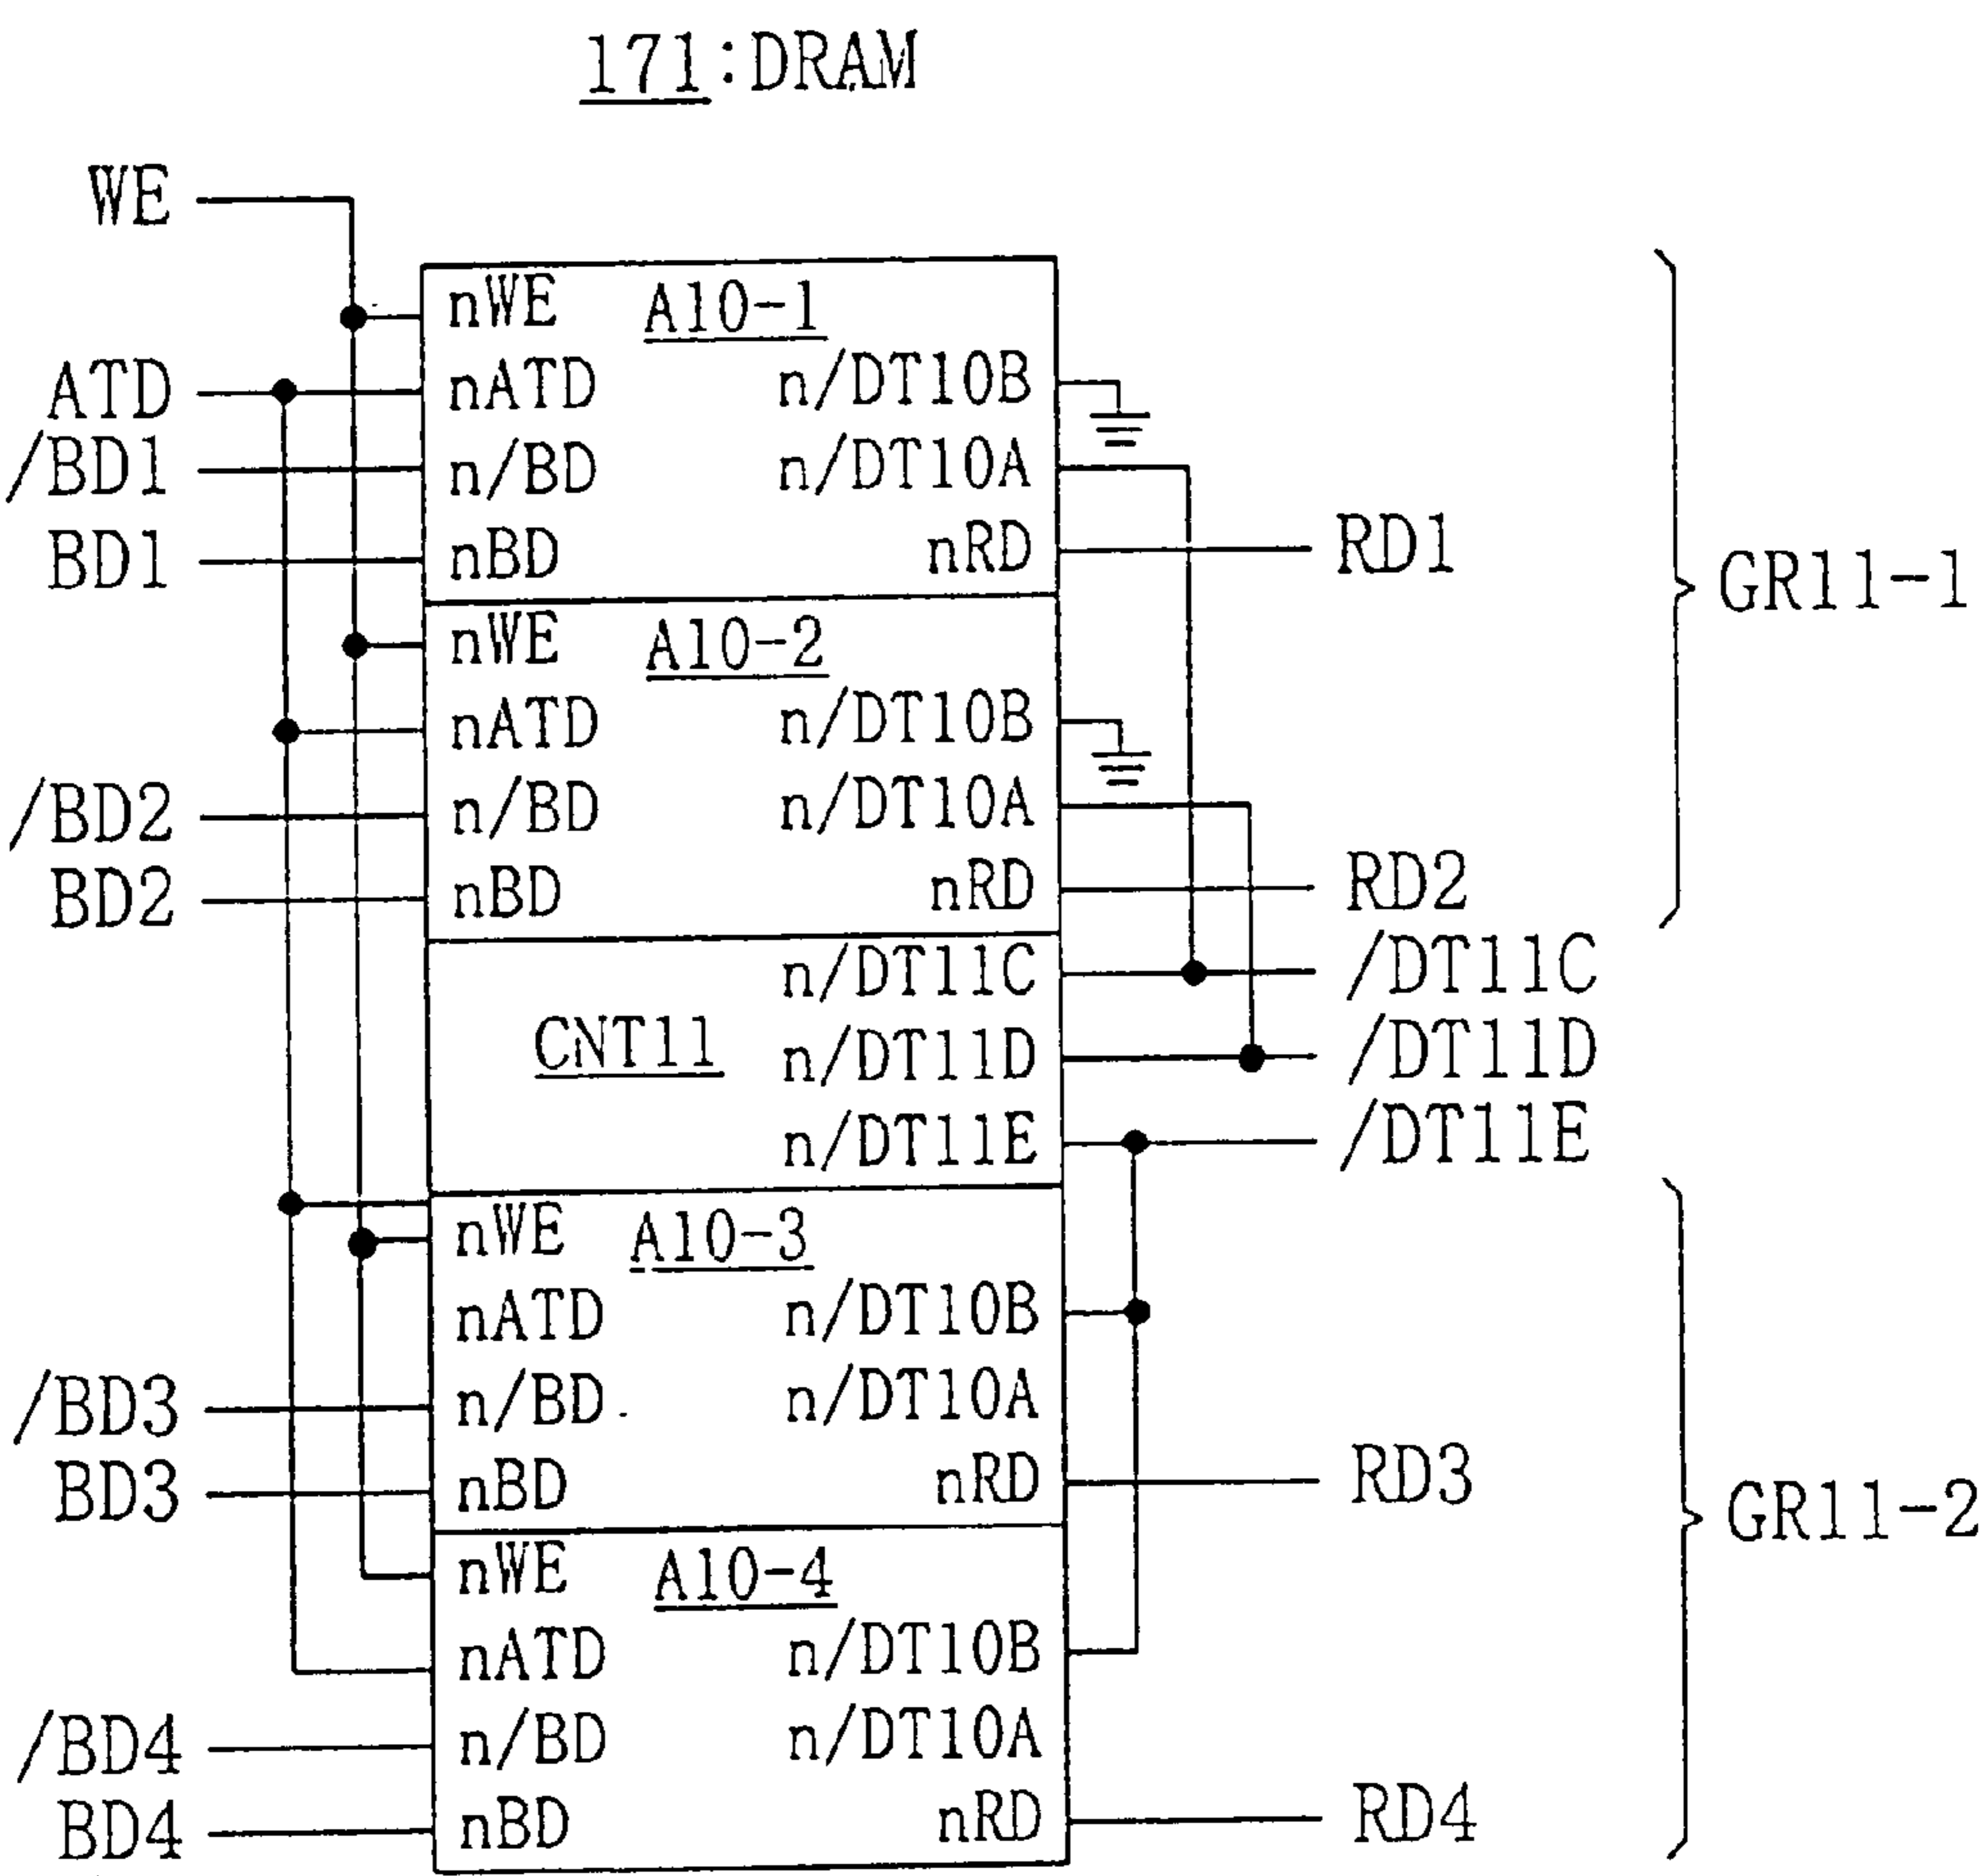 171:DRAM
WE
nWE A10-1
ATD nATD n/DT10B
/BD1 n/BD n/DT10A
BD1 nBD nRD RD1
GR11-1
nWE A10-2
nATD n/DT10B
/BD2 n/BD n/DT10A
BD2 nBD nRD RD2
n/DT11C /DT11C
CNT11 n/DT11D /DT11D
n/DT11E /DT11E
nWE A10-3
nATD n/DT10B
/BD3 n/BD n/DT10A
BD3 nBD nRD RD3
GR11-2
nWE A10-4
nATD n/DT10B
/BD4 n/BD n/DT10A
BD4 nBD nRD RD4